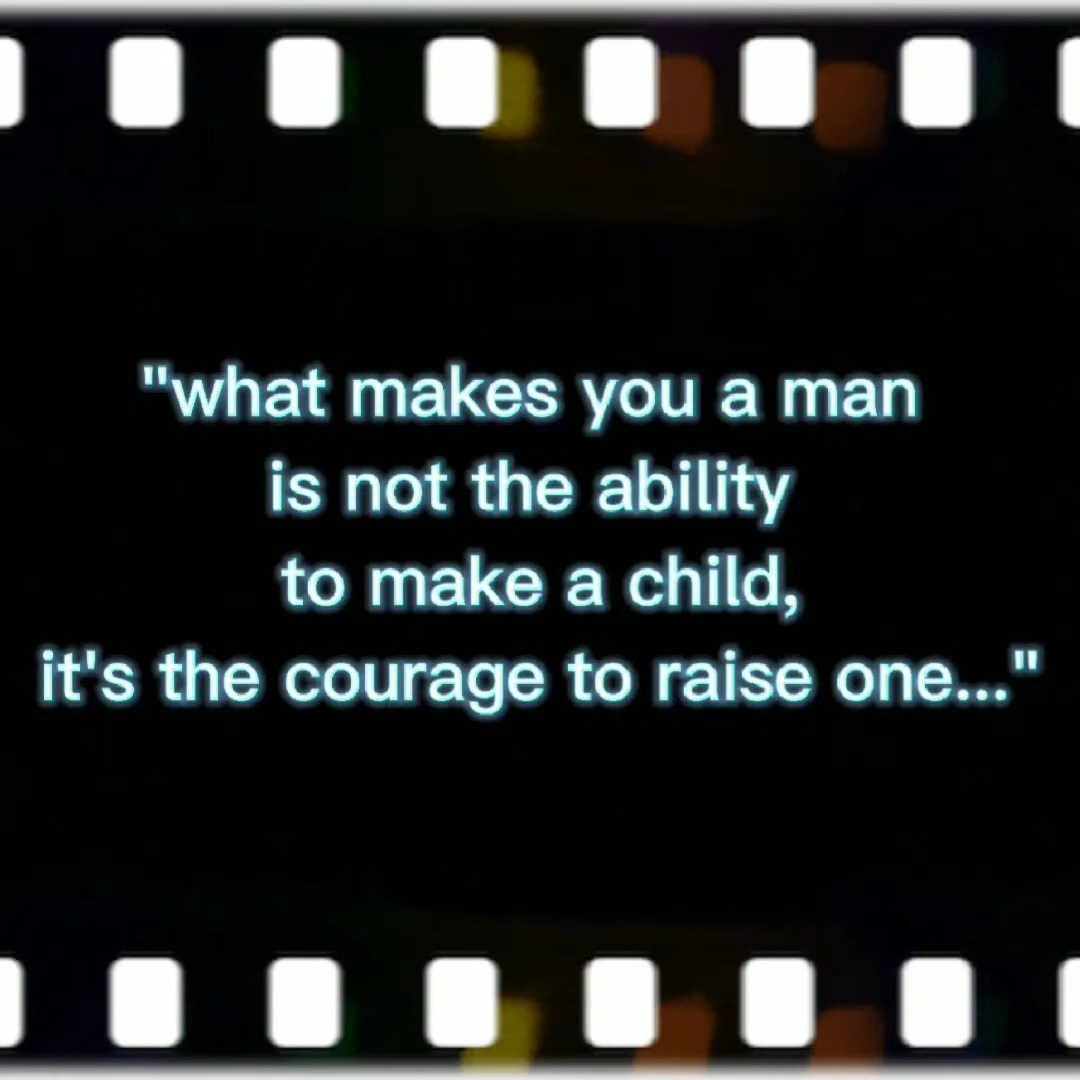 "what makes you a man
is not the ability
to make a child,
it's the courage to raise one..."